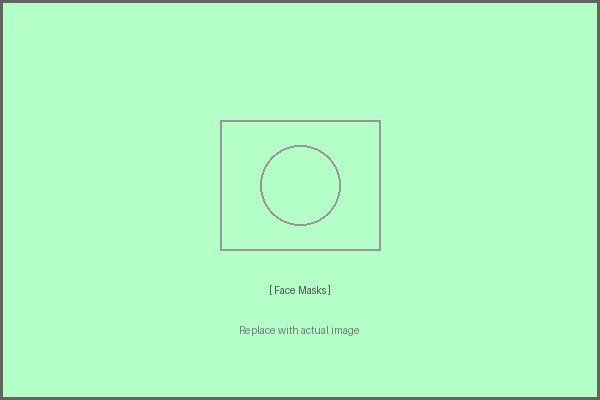 [ Face Masks ]
Replace with actual image